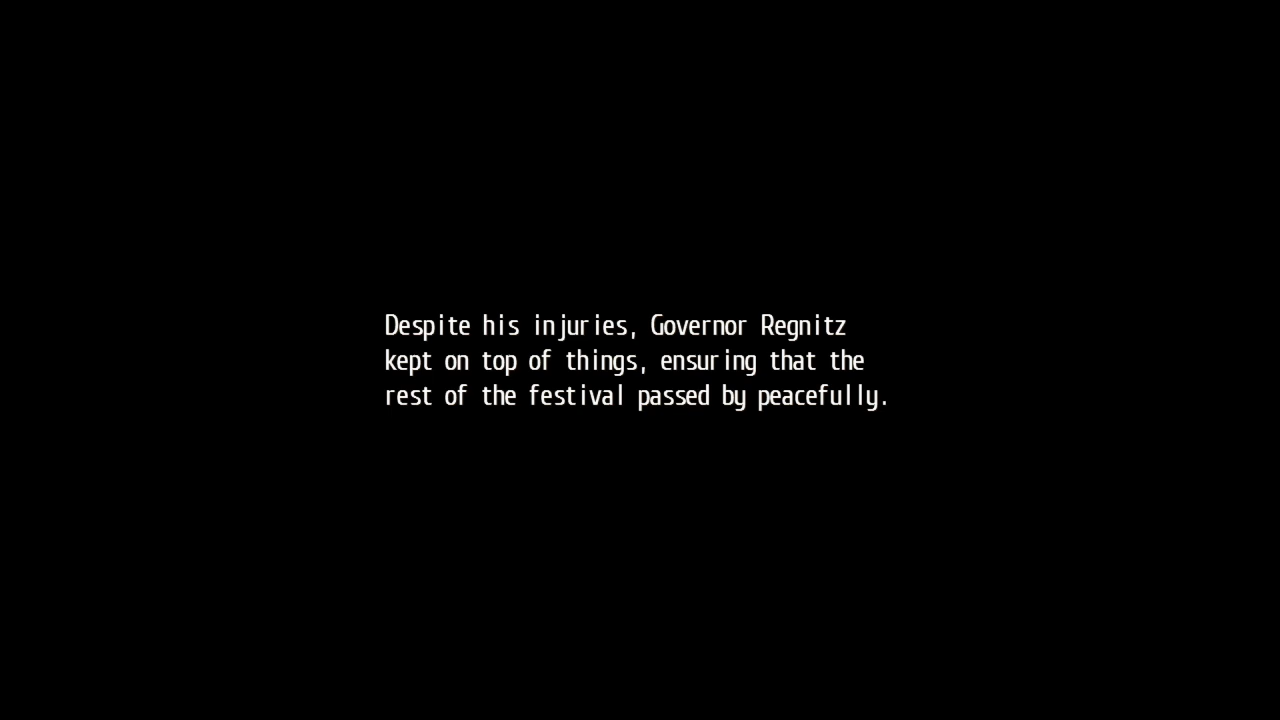 Despite his injuries, Governor Regnitz
kept on top of things, ensuring that the
rest of the festival passed by peacefully.